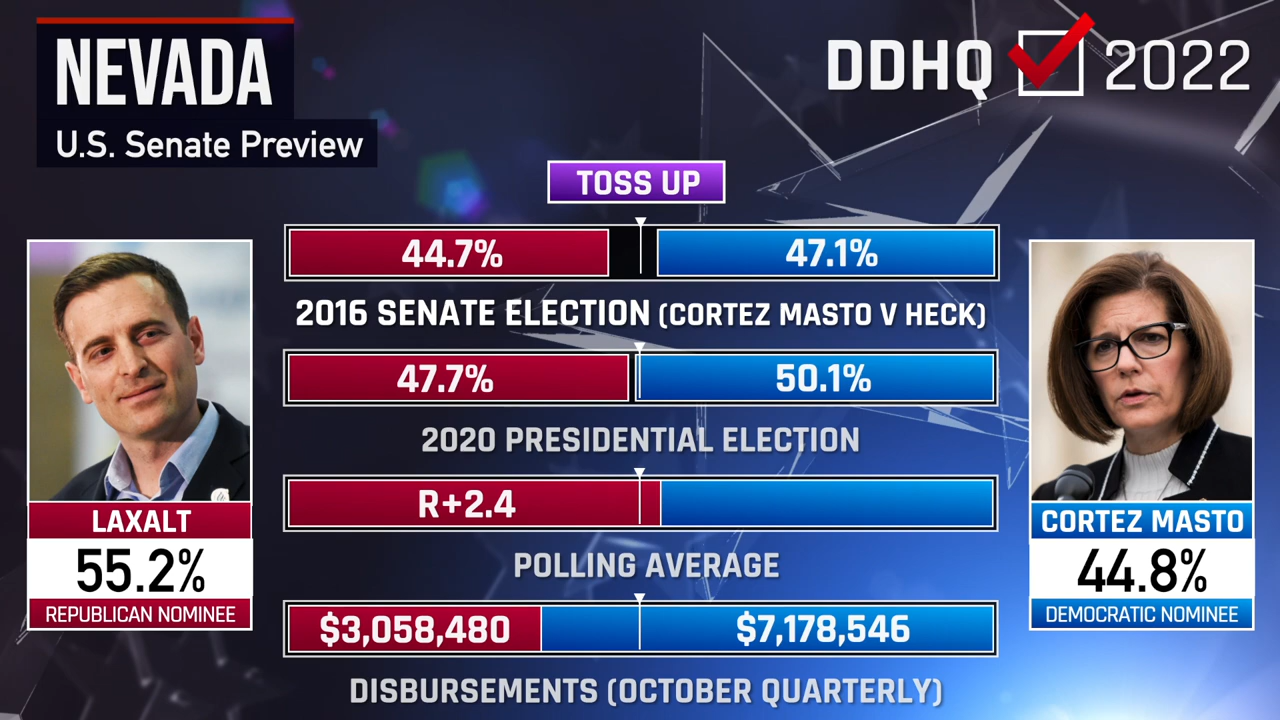 NEVADA
U.S. Senate Preview
DDHQ 2022
TOSS UP
44.7% 47.1%
2016 SENATE ELECTION (CORTEZ MASTO V HECK)
47.7% 50.1%
2020 PRESIDENTIAL ELECTION
R+2.4
POLLING AVERAGE
$3,058,480 $7,178,546
DISBURSEMENTS (OCTOBER QUARTERLY)
LAXALT
55.2%
REPUBLICAN NOMINEE
CORTEZ MASTO
44.8%
DEMOCRATIC NOMINEE